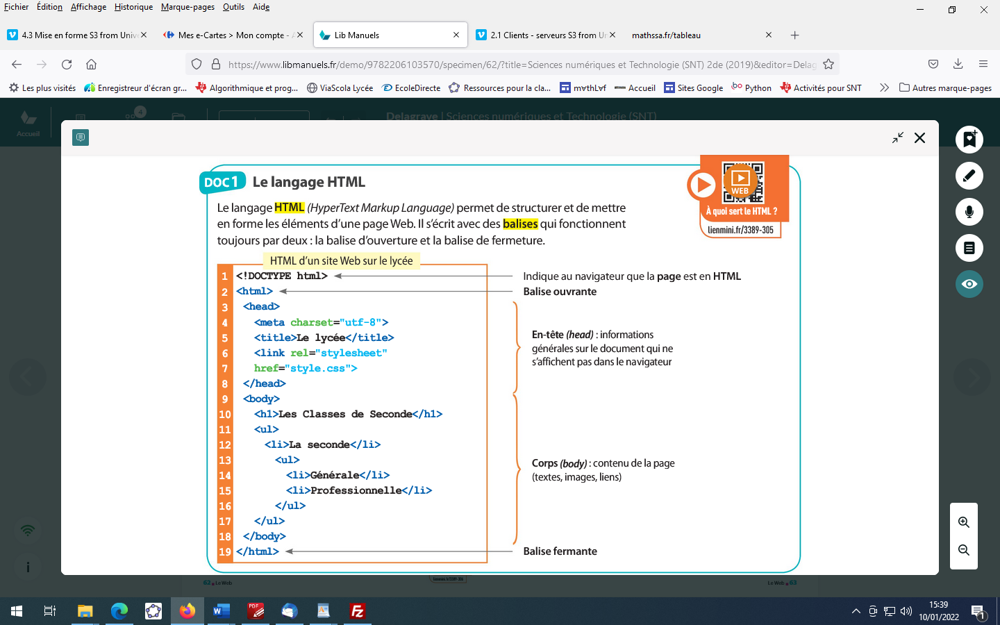 Fichier Édition Affichage Historique Marque-pages Outils Aide
4.3 Mise en forme S3 from Univ
Mes e-Cartes > Mon compte -
Lib Manuels
2.1 Clients - serveurs S3 from Un
mathssa.fr/tableau
https://www.libmanuels.fr/demo/9782206103570/specimen/62/?title=Sciences numériques et Technologie (SNT) 2de (2019)&editor=Delag
Les plus visités Enregistreur d'écran gr... Algorithmique et prog... ViaScola Lycée EcoleDirecte Ressources pour la cla... m∀thL∀f Accueil Sites Google Python Activités pour SNT Autres marque-pages
4
Delagrave | Sciences numériques et Technologie (SNT)
Accueil
DOC 1 Le langage HTML
WEB
À quoi sert le HTML ?
lienmini.fr/3389-305
Le langage HTML (HyperText Markup Language) permet de structurer et de mettre
en forme les éléments d'une page Web. Il s'écrit avec des balises qui fonctionnent
toujours par deux : la balise d'ouverture et la balise de fermeture.
HTML d'un site Web sur le lycée
1 <!DOCTYPE html> Indique au navigateur que la page est en HTML
2 <html> Balise ouvrante
3 <head>
4 <meta charset="utf-8">
5 <title>Le lycée</title>
6 <link rel="stylesheet"
7 href="style.css">
8 </head>
En-tête (head) : informations
générales sur le document qui ne
s'affichent pas dans le navigateur
9 <body>
10 <h1>Les Classes de Seconde</h1>
11 <ul>
12 <li>La seconde</li>
13 <ul>
14 <li>Générale</li>
15 <li>Professionnelle</li>
16 </ul>
17 </ul>
18 </body>
Corps (body) : contenu de la page
(textes, images, liens)
19 </html> Balise fermante
62 Le Web
lienmini.fr/3389-306
Le Web 63
15:39
10/01/2022
1